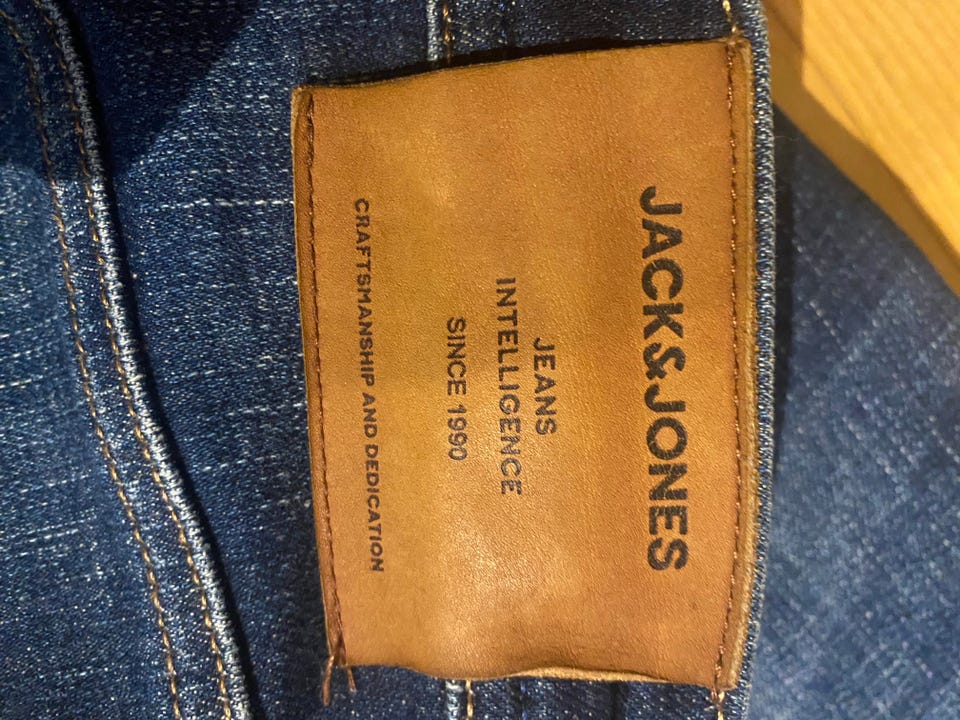 JACK&JONES
JEANS
INTELLIGENCE
SINCE 1990
CRAFTSMANSHIP AND DEDICATION